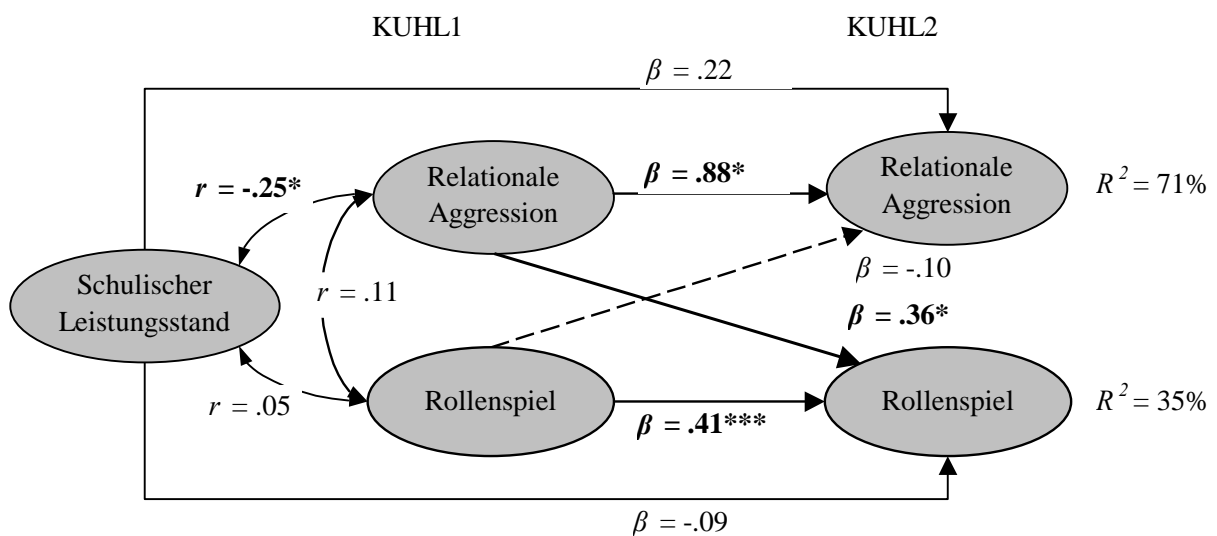 KUHL1
KUHL2
β = .22
Relationale
Aggression
Relationale
Aggression
r = -.25*
β = .88*
R² = 71%
β = -.10
Schulischer
Leistungsstand
r = .11
β = .36*
r = .05
Rollenspiel
Rollenspiel
R² = 35%
β = .41***
β = -.09